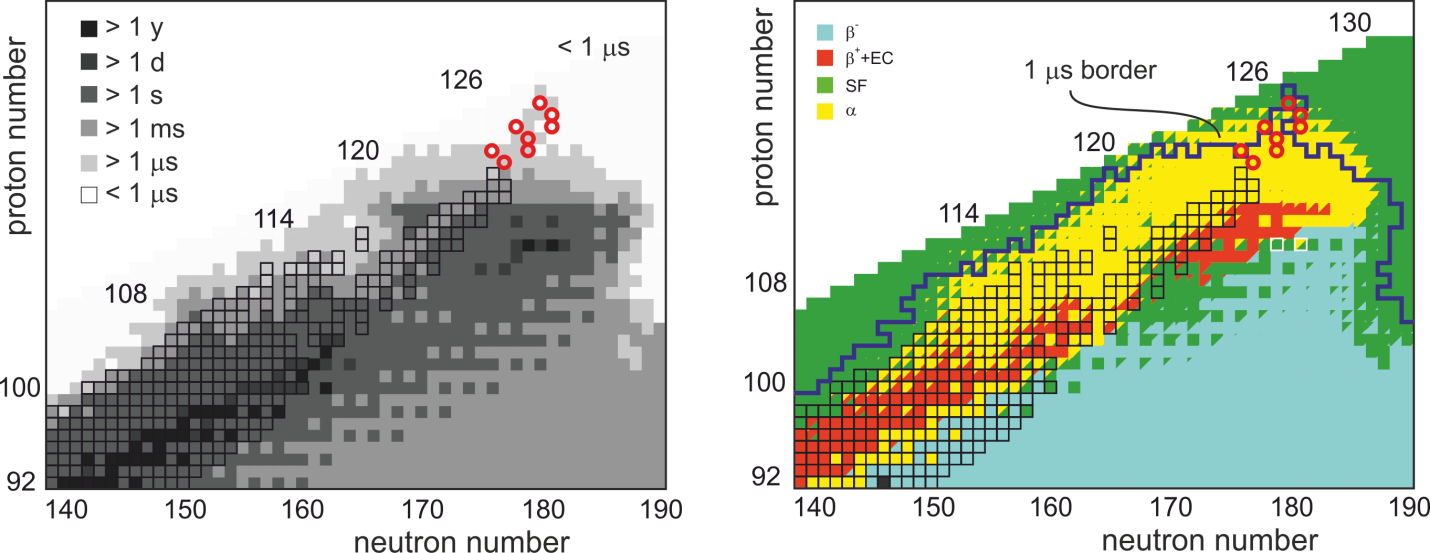 > 1 y
> 1 d
> 1 s
> 1 ms
> 1 μs
< 1 μs
< 1 μs
126
120
114
108
100
92
proton number
140 150 160 170 180 190
neutron number
β⁻
β⁺+EC
SF
α
1 μs border
130
126
120
114
108
100
92
proton number
140 150 160 170 180 190
neutron number